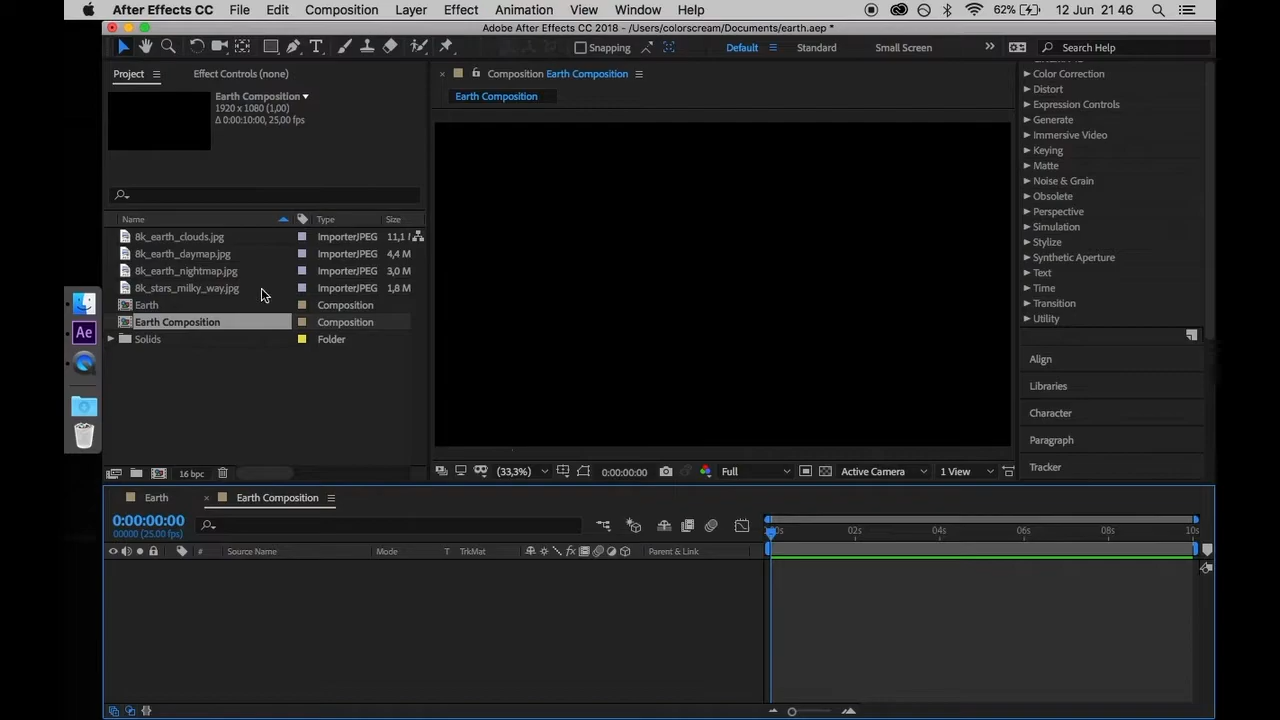 After Effects CC File Edit Composition Layer Effect Animation View Window Help 62% 12 Jun 21 46
Adobe After Effects CC 2018 - /Users/colorscream/Documents/earth.aep *
Snapping Default Standard Small Screen Search Help
Project Effect Controls (none)
Composition Earth Composition
Earth Composition
Earth Composition
1920 x 1080 (1,00)
Δ 0:00:10:00, 25,00 fps
Name Type Size
8k_earth_clouds.jpg ImporterJPEG 11,1
8k_earth_daymap.jpg ImporterJPEG 4,4 M
8k_earth_nightmap.jpg ImporterJPEG 3,0 M
8k_stars_milky_way.jpg ImporterJPEG 1,8 M
Earth Composition
Earth Composition Composition
Solids Folder
16 bpc
(33,3%) 0:00:00:00 Full Active Camera 1 View
Color Correction
Distort
Expression Controls
Generate
Immersive Video
Keying
Matte
Noise & Grain
Obsolete
Perspective
Simulation
Stylize
Synthetic Aperture
Text
Time
Transition
Utility
Align
Libraries
Character
Paragraph
Tracker
Ae
Earth Earth Composition
0:00:00:00
00000 (25.00 fps)
02s 04s 06s 08s 10s
# Source Name Mode T TrkMat fx Parent & Link